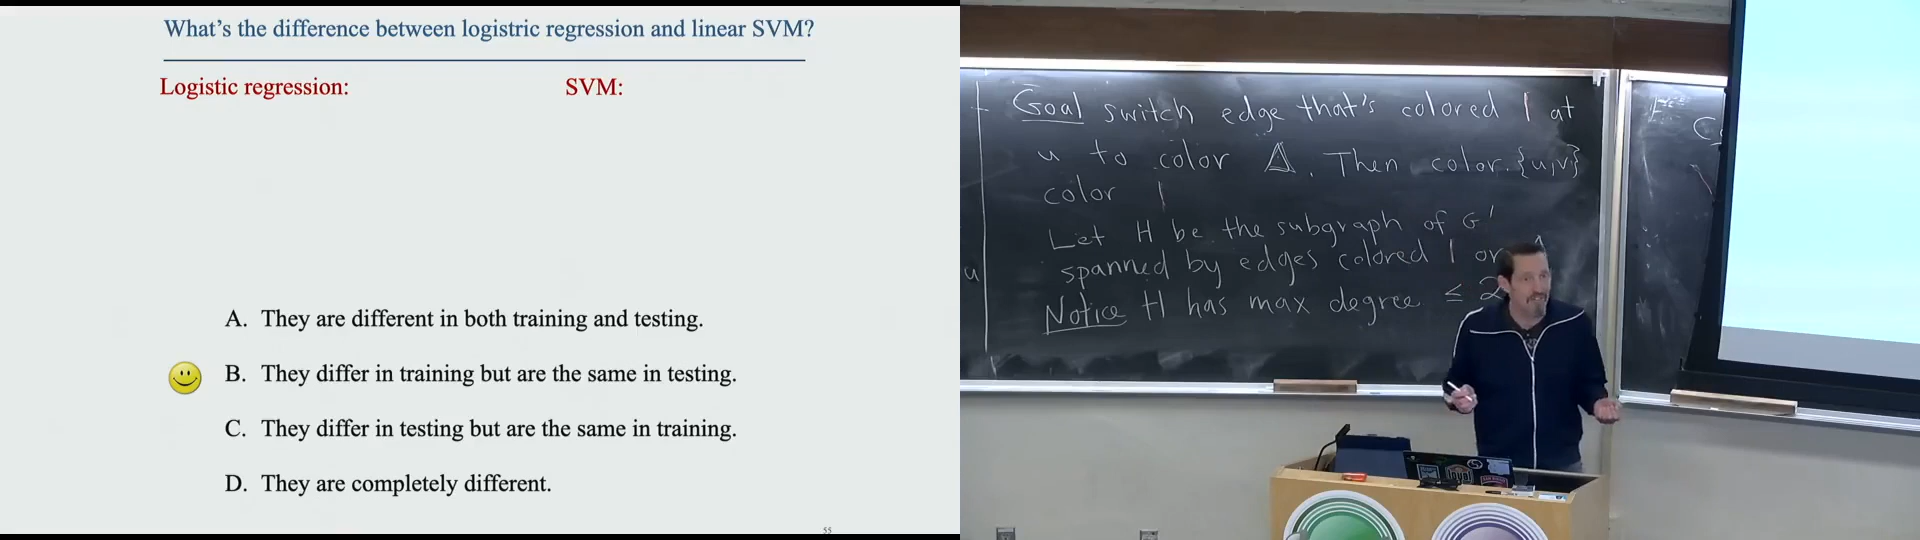 What's the difference between logistric regression and linear SVM?
Logistic regression:
SVM:
A. They are different in both training and testing.
B. They differ in training but are the same in testing.
C. They differ in testing but are the same in training.
D. They are completely different.
55
Goal switch edge that's colored 1 at
u to color Δ. Then color {u,v}
color 1
Let H be the subgraph of G'
spanned by edges colored 1 or
Notice H has max degree ≤ 2
u